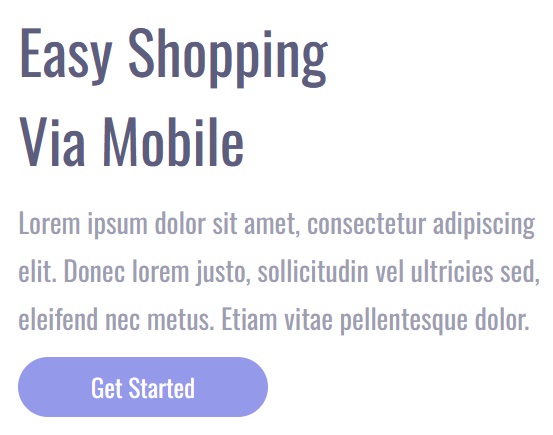 Easy Shopping
Via Mobile
Lorem ipsum dolor sit amet, consectetur adipiscing
elit. Donec lorem justo, sollicitudin vel ultricies sed,
eleifend nec metus. Etiam vitae pellentesque dolor.
Get Started